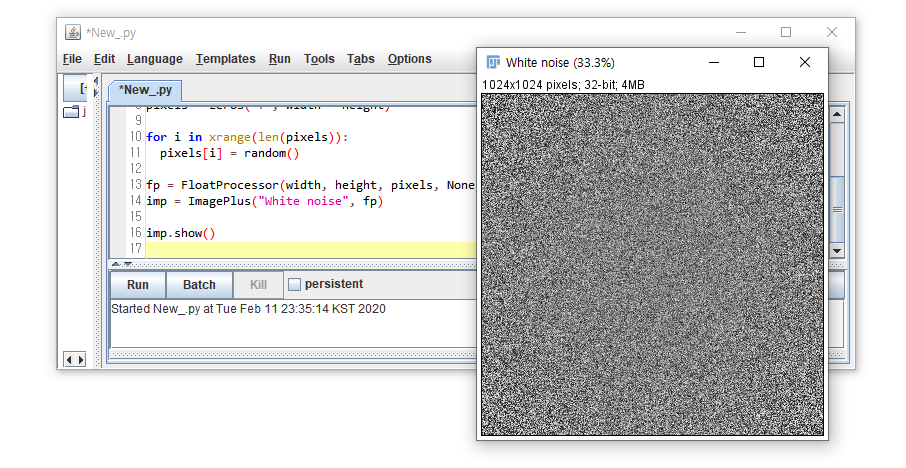 *New_.py
File Edit Language Templates Run Tools Tabs Options
*New_.py
9
10 for i in xrange(len(pixels)):
11 pixels[i] = random()
12
13 fp = FloatProcessor(width, height, pixels, None
14 imp = ImagePlus("White noise", fp)
15
16 imp.show()
17
Run Batch Kill persistent
Started New_.py at Tue Feb 11 23:35:14 KST 2020
White noise (33.3%)
1024x1024 pixels; 32-bit; 4MB